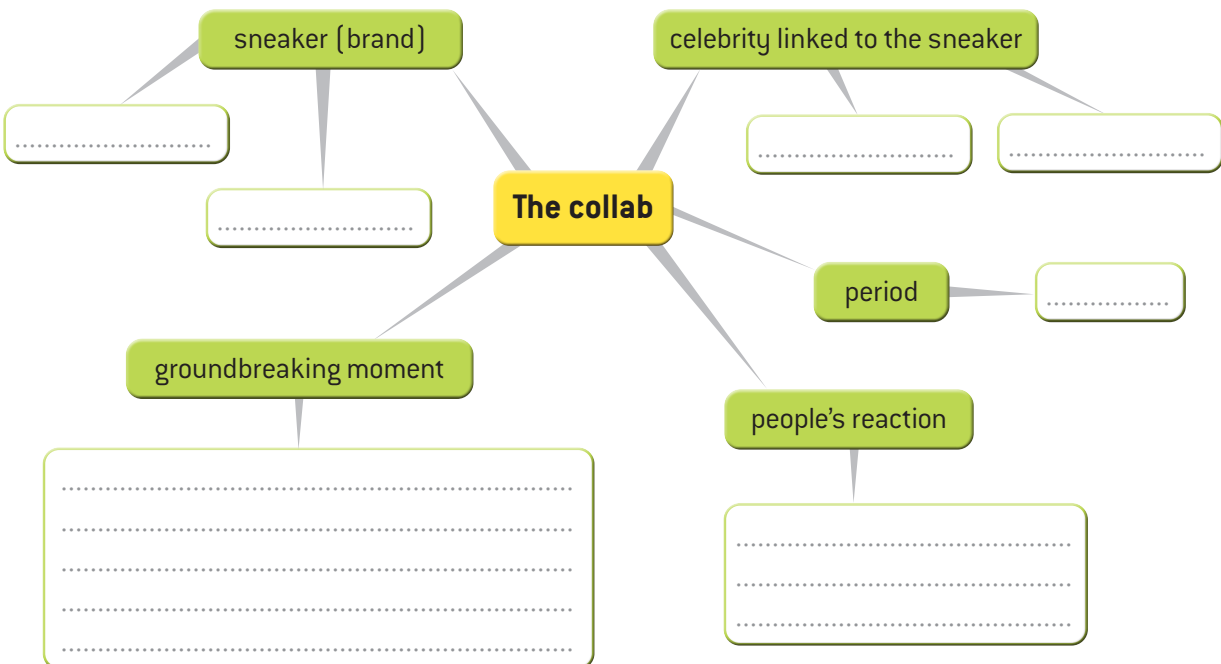 sneaker (brand)
celebrity linked to the sneaker
The collab
period
groundbreaking moment
people's reaction